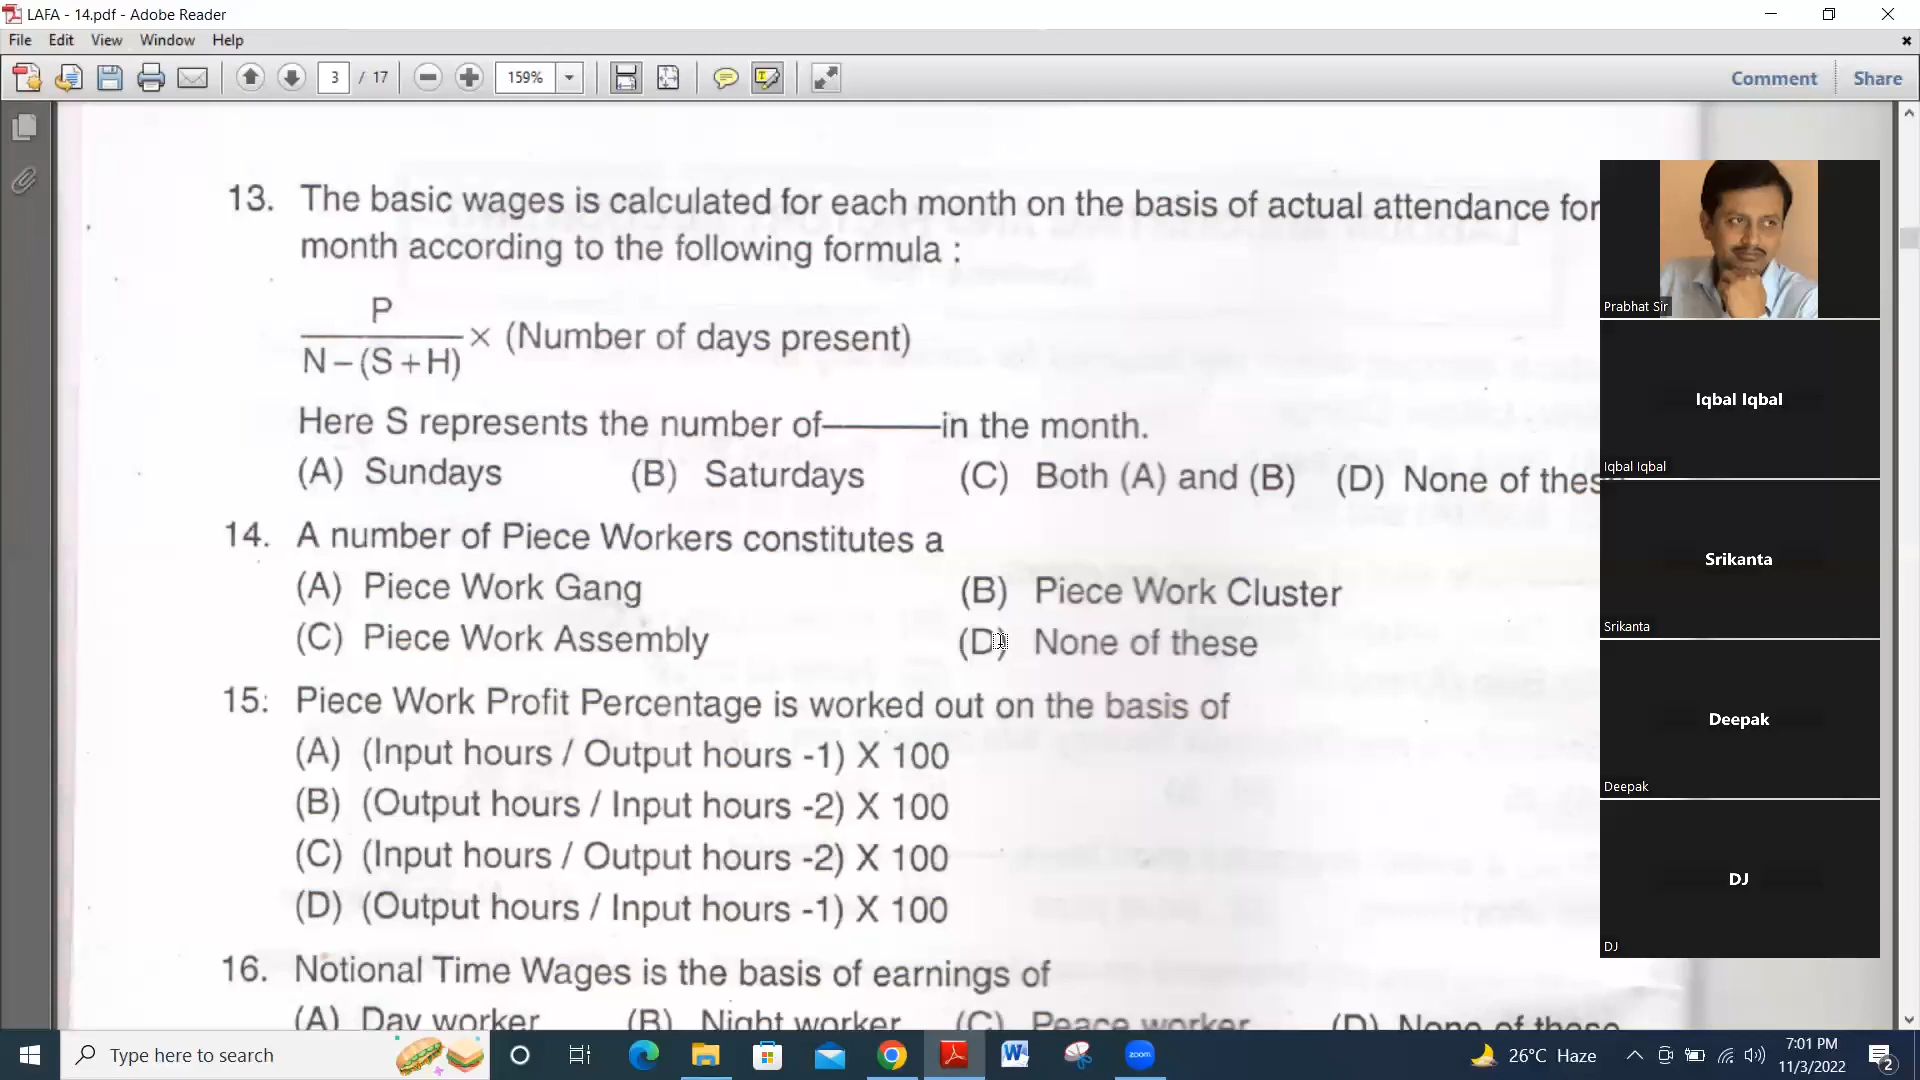 LAFA - 14.pdf - Adobe Reader
File Edit View Window Help
3 / 17 159% Comment Share
13. The basic wages is calculated for each month on the basis of actual attendance for
month according to the following formula :
P
N – (S + H) × (Number of days present)
Here S represents the number of———in the month.
(A) Sundays (B) Saturdays (C) Both (A) and (B) (D) None of thes
14. A number of Piece Workers constitutes a
(A) Piece Work Gang (B) Piece Work Cluster
(C) Piece Work Assembly (D) None of these
15: Piece Work Profit Percentage is worked out on the basis of
(A) (Input hours / Output hours -1) X 100
(B) (Output hours / Input hours -2) X 100
(C) (Input hours / Output hours -2) X 100
(D) (Output hours / Input hours -1) X 100
16. Notional Time Wages is the basis of earnings of
(A) Day worker (B) Night worker (C) Peace worker (D) None of these
Prabhat Sir
Iqbal Iqbal
Iqbal Iqbal
Srikanta
Srikanta
Deepak
Deepak
DJ
DJ
Type here to search
zoom
26°C Haze
7:01 PM
11/3/2022
2